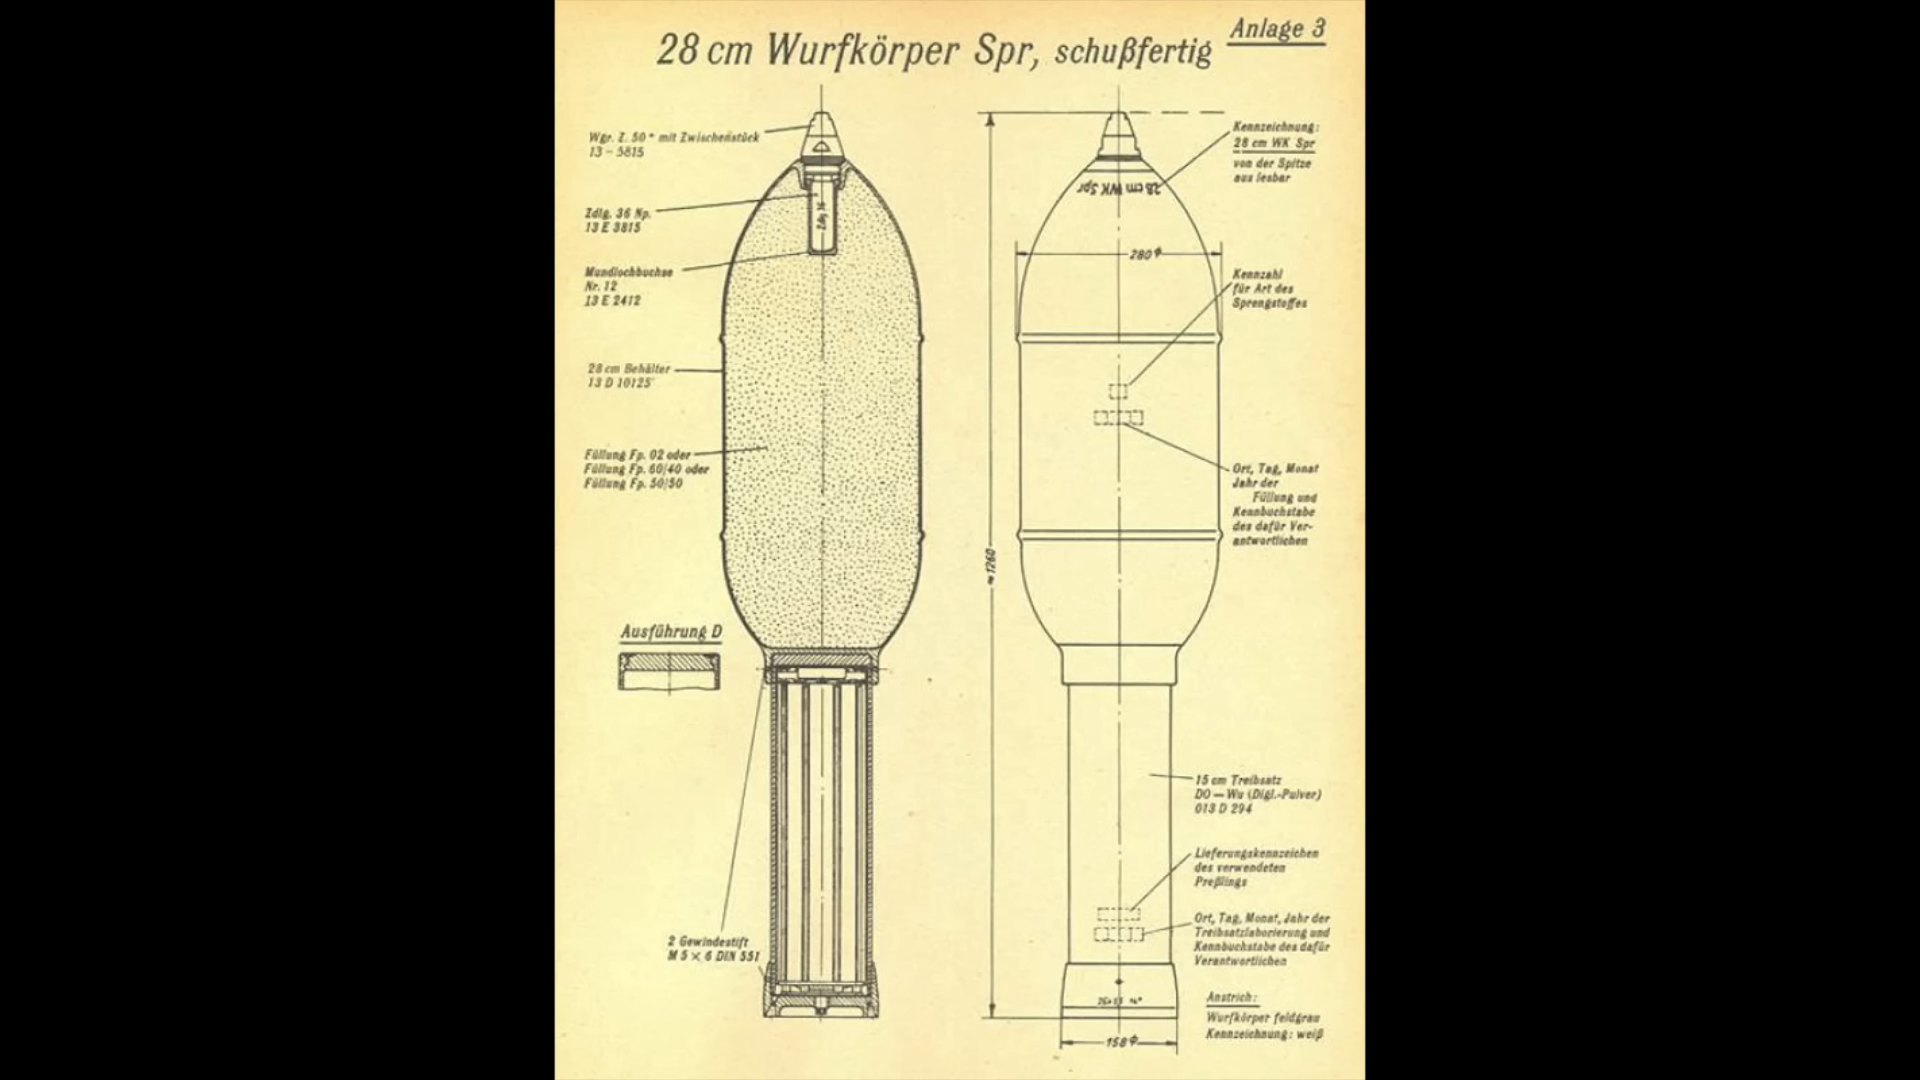 Anlage 3
28 cm Wurfkörper Spr, schußfertig
Wgr. Z. 50 + mit Zwischenstück
13 - 5815
Zdlg. 36 Np.
13 E 3815
Mundlochbuchse
Nr. 12
13 E 2412
28 cm Behälter
13 D 10125
Füllung Fp. 02 oder
Füllung Fp. 60/40 oder
Füllung Fp. 50/50
Ausführung D
2 Gewindestift
M 5 × 6 DIN 551
Zdlg 36
≈ 1260
28 cm WK Spr
280 ϕ
158 ϕ
Kennzeichnung:
28 cm WK Spr
von der Spitze
aus lesbar
Kennzahl
für Art des
Sprengstoffes
Ort, Tag, Monat
Jahr der
Füllung und
Kennbuchstabe
des dafür Ver-
antwortlichen
15 cm Treibsatz
DO - Wu (Digl.-Pulver)
013 D 294
Lieferungskennzeichen
des verwendeten
Preßlings
Ort, Tag, Monat, Jahr der
Treibsatzlaborierung und
Kennbuchstabe des dafür
Verantwortlichen
Anstrich:
Wurfkörper feldgrau
Kennzeichnung: weiß